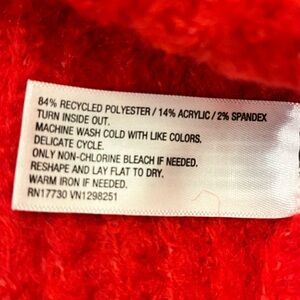 84% RECYCLED POLYESTER / 14% ACRYLIC / 2% SPANDEX
TURN INSIDE OUT.
MACHINE WASH COLD WITH LIKE COLORS.
DELICATE CYCLE.
ONLY NON-CHLORINE BLEACH IF NEEDED.
RESHAPE AND LAY FLAT TO DRY.
WARM IRON IF NEEDED.
RN17730 VN1298251